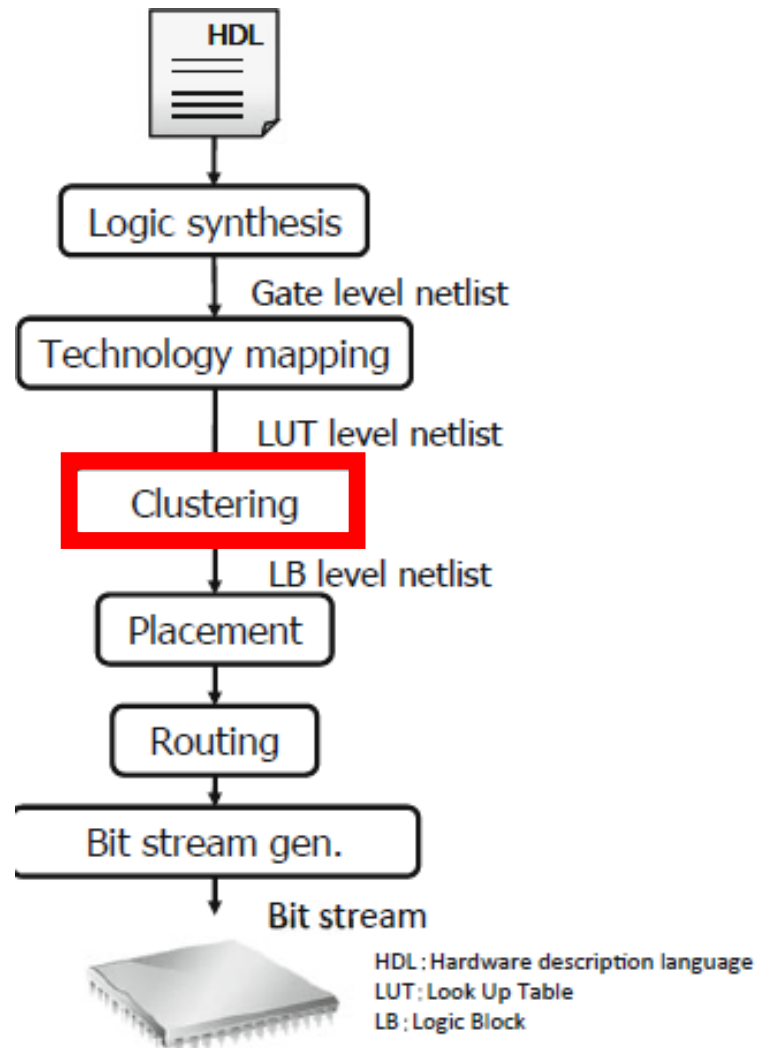 HDL
Logic synthesis
Gate level netlist
Technology mapping
LUT level netlist
Clustering
LB level netlist
Placement
Routing
Bit stream gen.
Bit stream
HDL : Hardware description language
LUT : Look Up Table
LB : Logic Block